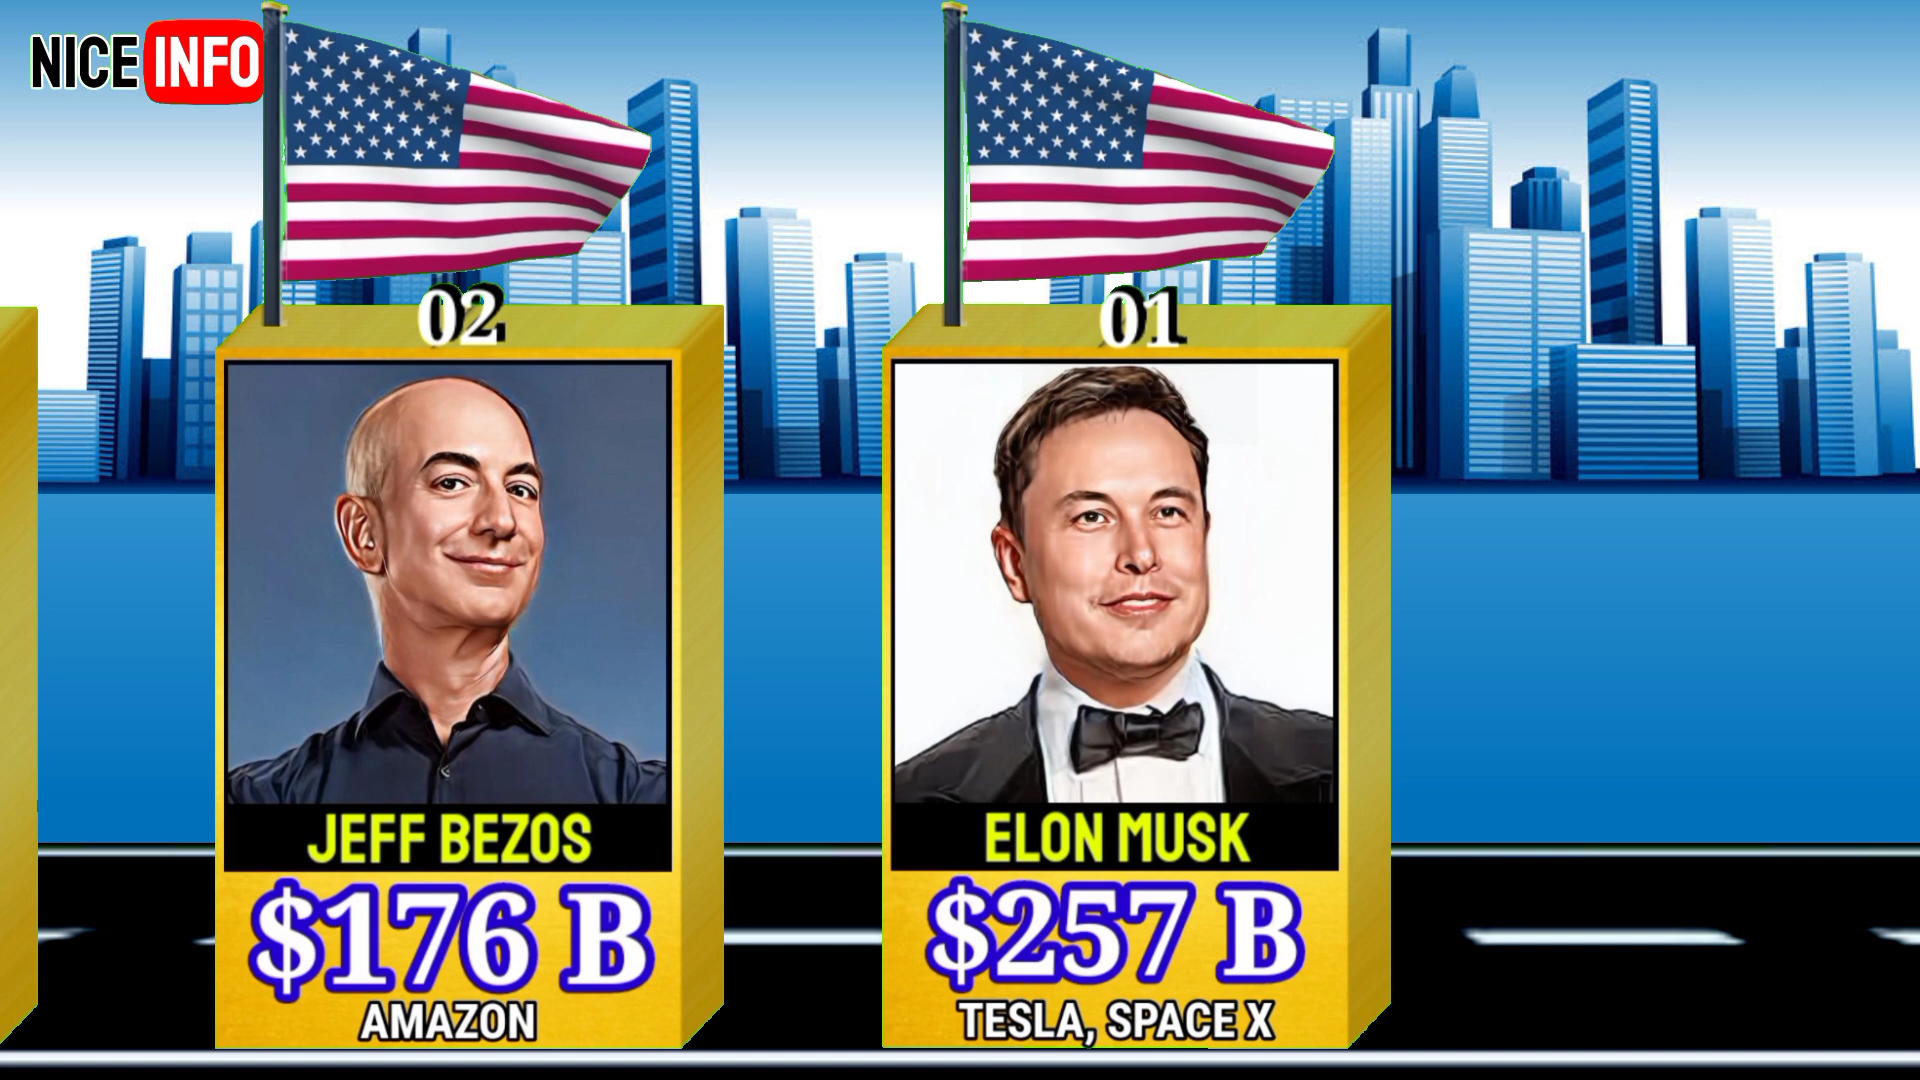 NICE INFO
02
JEFF BEZOS
$176 B
AMAZON
01
ELON MUSK
$257 B
TESLA, SPACE X